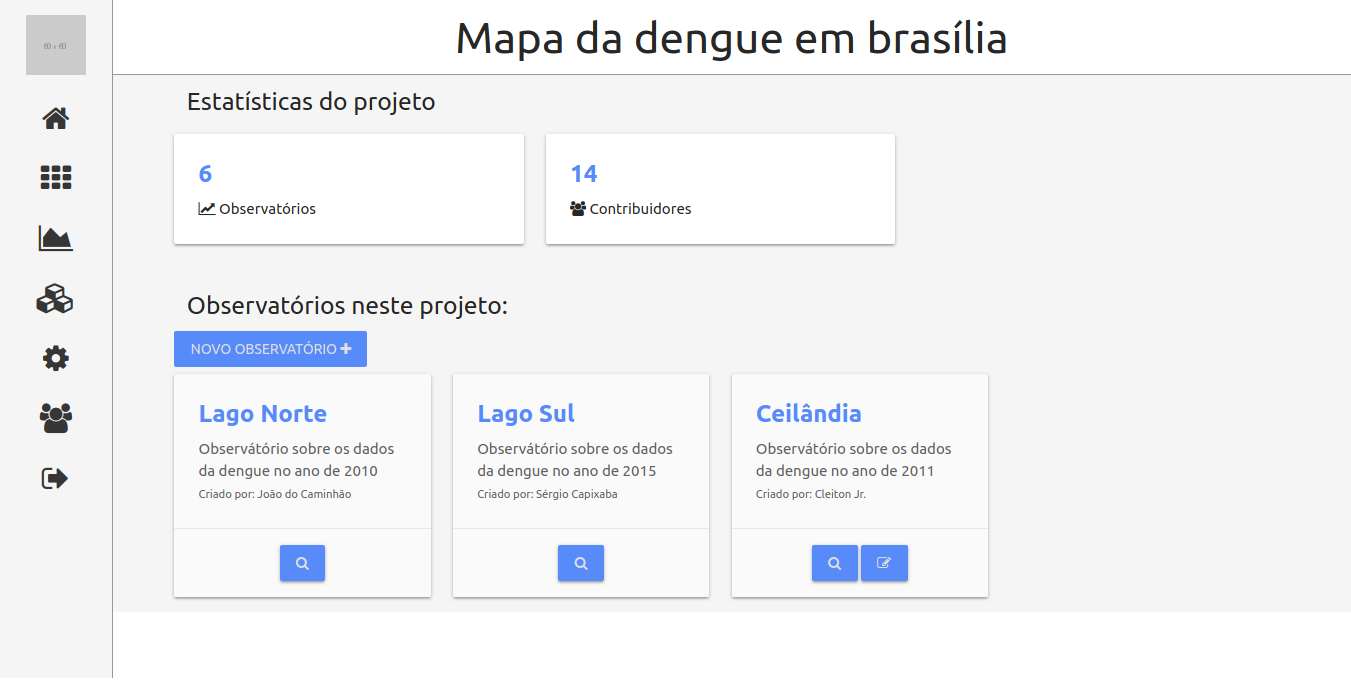 60 x 60
Mapa da dengue em brasília
Estatísticas do projeto
6
Observatórios
14
Contribuidores
Observatórios neste projeto:
NOVO OBSERVATÓRIO
Lago Norte
Observátório sobre os dados
da dengue no ano de 2010
Criado por: João do Caminhão
Lago Sul
Observátório sobre os dados
da dengue no ano de 2015
Criado por: Sérgio Capixaba
Ceilândia
Observátório sobre os dados
da dengue no ano de 2011
Criado por: Cleiton Jr.